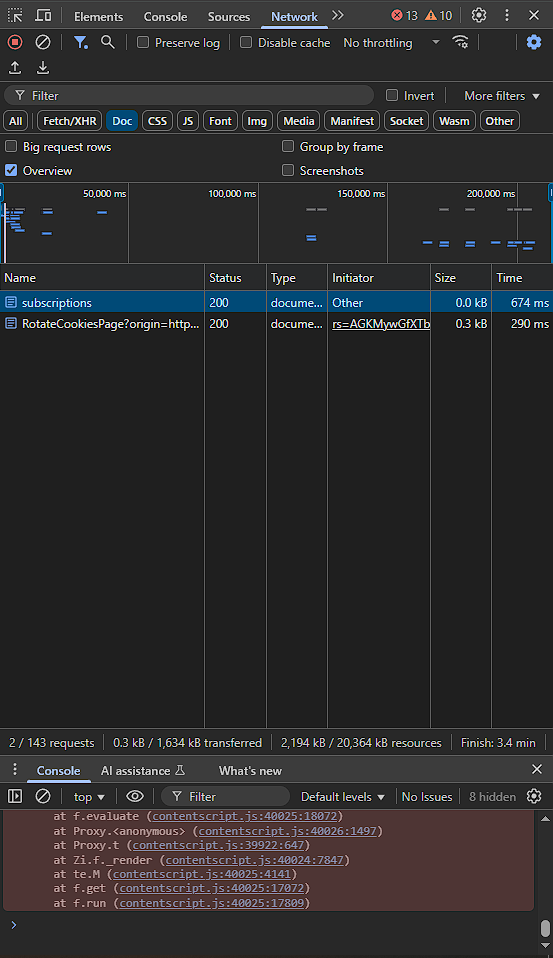 Elements Console Sources Network 13 10
Preserve log Disable cache No throttling
Filter Invert More filters
All Fetch/XHR Doc CSS JS Font Img Media Manifest Socket Wasm Other
Big request rows Group by frame
Overview Screenshots
50,000 ms 100,000 ms 150,000 ms 200,000 ms
Name Status Type Initiator Size Time
subscriptions 200 docume... Other 0.0 kB 674 ms
RotateCookiesPage?origin=http... 200 docume... rs=AGKMywGfXTb 0.3 kB 290 ms
2 / 143 requests 0.3 kB / 1,634 kB transferred 2,194 kB / 20,364 kB resources Finish: 3.4 min
Console AI assistance What's new
top Filter Default levels No Issues 8 hidden
at f.evaluate (contentscript.js:40025:18072)
at Proxy.<anonymous> (contentscript.js:40026:1497)
at Proxy.t (contentscript.js:39922:647)
at Zi.f._render (contentscript.js:40024:7847)
at te.M (contentscript.js:40025:4141)
at f.get (contentscript.js:40025:17072)
at f.run (contentscript.js:40025:17809)